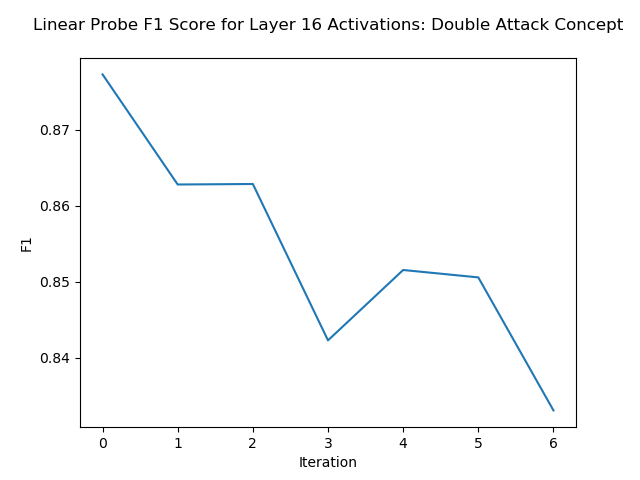 Linear Probe F1 Score for Layer 16 Activations: Double Attack Concept
0.87
0.86
0.85
0.84
F1
0 1 2 3 4 5 6
Iteration